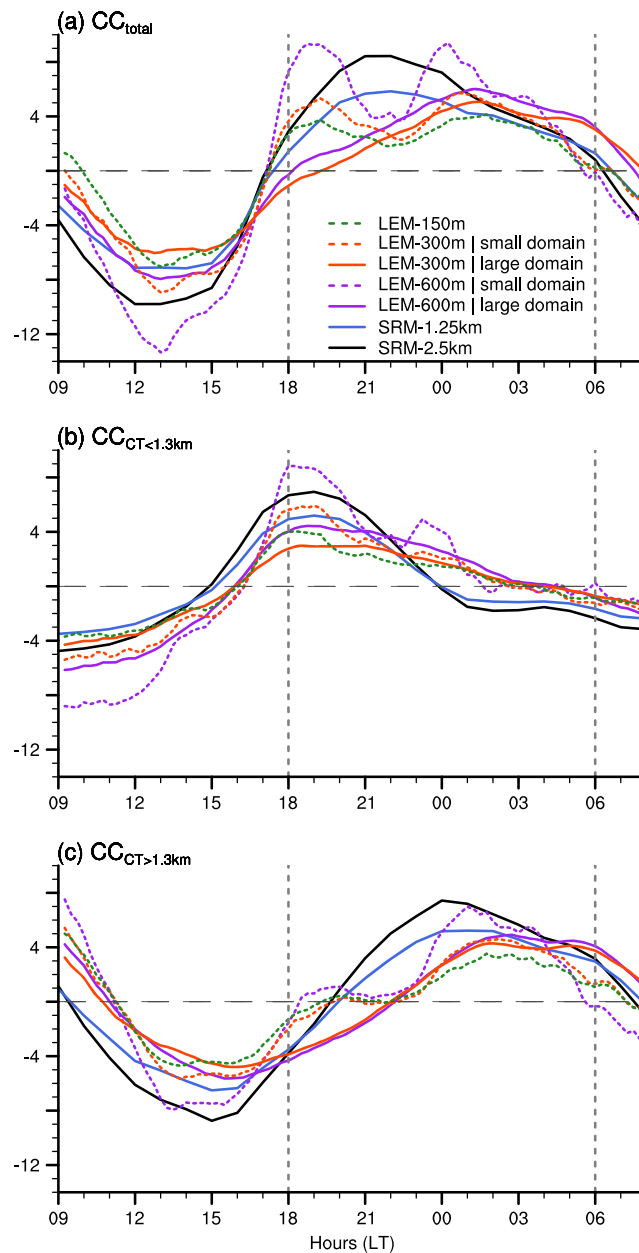 (a) CCtotal
4
-4
-12
LEM-150m
LEM-300m | small domain
LEM-300m | large domain
LEM-600m | small domain
LEM-600m | large domain
SRM-1.25km
SRM-2.5km
09 12 15 18 21 00 03 06
(b) CCCT<1.3km
4
-4
-12
09 12 15 18 21 00 03 06
(c) CCCT>1.3km
4
-4
-12
09 12 15 18 21 00 03 06
Hours (LT)